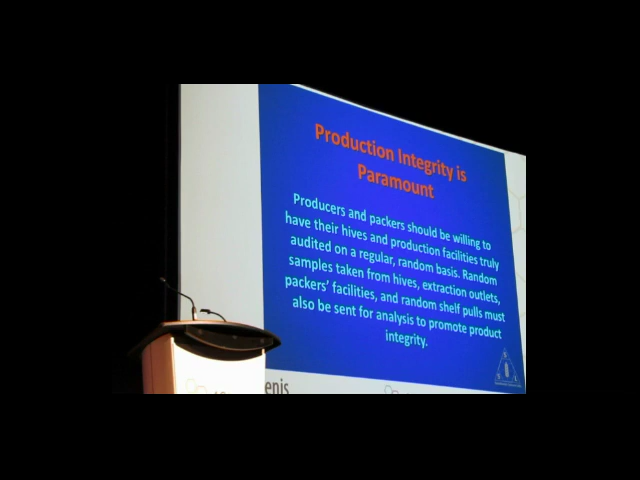 Production Integrity is
Paramount
Producers and packers should be willing to
have their hives and production facilities truly
audited on a regular, random basis. Random
samples taken from hives, extraction outlets,
packers' facilities, and random shelf pulls must
also be sent for analysis to promote product
integrity.
enis